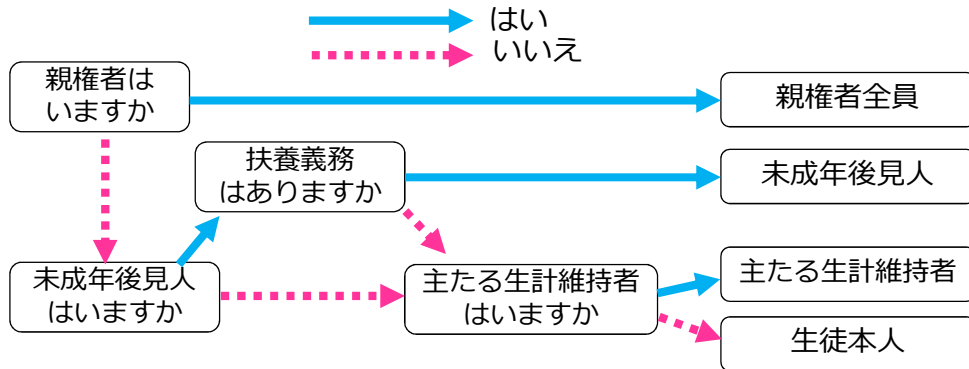 はい
いいえ
親権者は
いますか
親権者全員
扶養義務
はありますか
未成年後見人
未成年後見人
はいますか
主たる生計維持者
はいますか
主たる生計維持者
生徒本人